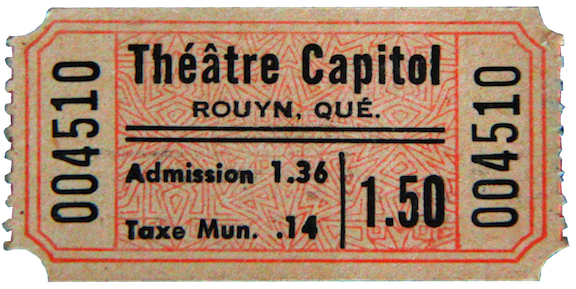 004510
Théâtre Capitol
ROUYN, QUÉ.
Admission 1.36
Taxe Mun. .14
1.50
004510